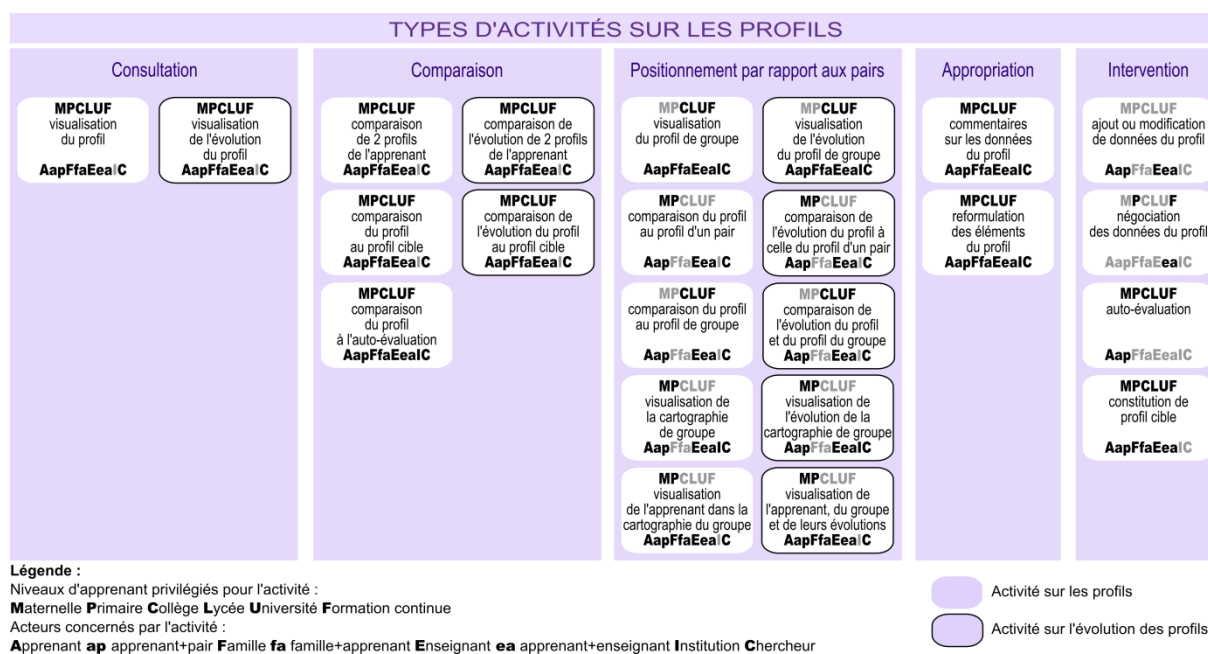 TYPES D'ACTIVITÉS SUR LES PROFILS
Consultation
MPCLUF
visualisation
du profil
AapFfaEeaIC
MPCLUF
visualisation
de l'évolution
du profil
AapFfaEeaIC
Comparaison
MPCLUF
comparaison
de 2 profils
de l'apprenant
AapFfaEeaIC
MPCLUF
comparaison de
l'évolution de 2 profils
de l'apprenant
AapFfaEeaIC
MPCLUF
comparaison
du profil
au profil cible
AapFfaEeaIC
MPCLUF
comparaison de
l'évolution du profil
au profil cible
AapFfaEeaIC
MPCLUF
comparaison
du profil
à l'auto-évaluation
AapFfaEeaIC
Positionnement par rapport aux pairs
MPCLUF
visualisation
du profil de groupe
AapFfaEeaIC
MPCLUF
visualisation
de l'évolution
du profil de groupe
AapFfaEeaIC
MPCLUF
comparaison du profil
au profil d'un pair
AapFfaEeaIC
MPCLUF
comparaison de
l'évolution du profil à
celle du profil d'un pair
AapFfaEeaIC
MPCLUF
comparaison du profil
au profil de groupe
AapFfaEeaIC
MPCLUF
comparaison de
l'évolution du profil
et du profil du groupe
AapFfaEeaIC
MPCLUF
visualisation de
la cartographie
de groupe
AapFfaEeaIC
MPCLUF
visualisation de
l'évolution de la
cartographie de groupe
AapFfaEeaIC
MPCLUF
visualisation
de l'apprenant dans la
cartographie du groupe
AapFfaEeaIC
MPCLUF
visualisation de
l'apprenant, du groupe
et de leurs évolutions
AapFfaEeaIC
Appropriation
MPCLUF
commentaires
sur les données
du profil
AapFfaEeaIC
MPCLUF
reformulation
des éléments
du profil
AapFfaEeaIC
Intervention
MPCLUF
ajout ou modification
de données du profil
AapFfaEeaIC
MPCLUF
négociation
des données du profil
AapFfaEeaIC
MPCLUF
auto-évaluation
AapFfaEeaIC
MPCLUF
constitution de
profil cible
AapFfaEeaIC
Légende :
Niveaux d'apprenant privilégiés pour l'activité :
Maternelle Primaire Collège Lycée Université Formation continue
Acteurs concernés par l'activité :
Apprenant ap apprenant+pair Famille fa famille+apprenant Enseignant ea apprenant+enseignant Institution Chercheur
Activité sur les profils
Activité sur l'évolution des profils